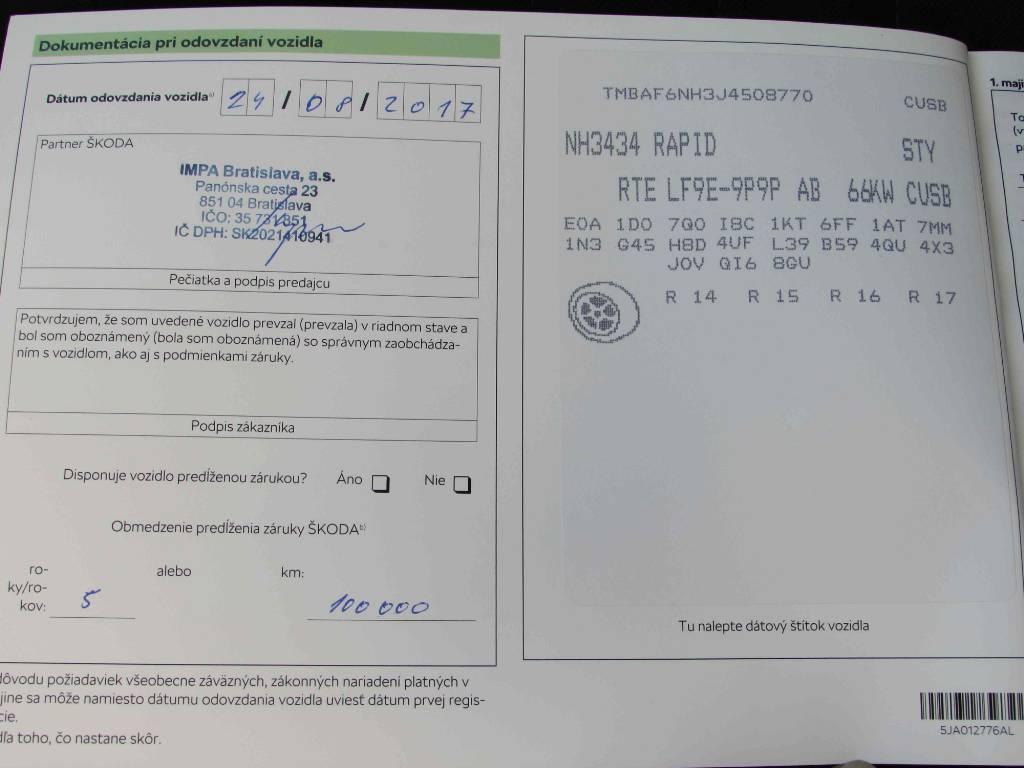 Dokumentácia pri odovzdaní vozidla
Dátum odovzdania vozidla a) 24 / 08 / 2017
Partner ŠKODA
IMPA Bratislava, a.s.
Panónska cesta 23
851 04 Bratislava
IČO: 35 731851
IČ DPH: SK2021410941
Pečiatka a podpis predajcu
Potvrdzujem, že som uvedené vozidlo prevzal (prevzala) v riadnom stave a
bol som oboznámený (bola som oboznámená) so správnym zaobchádza-
ním s vozidlom, ako aj s podmienkami záruky.
Podpis zákazníka
Disponuje vozidlo predĺženou zárukou? Áno Nie
Obmedzenie predĺženia záruky ŠKODA b)
ro-
ky/ro-
kov: 5 alebo km: 100 000
dôvodu požiadaviek všeobecne záväzných, zákonných nariadení platných v
jine sa môže namiesto dátumu odovzdania vozidla uviesť dátum prvej regis-
cie.
dľa toho, čo nastane skôr.
TMBAF6NH3J4508770 CUSB
NH3434 RAPID STY
RTE LF9E-9P9P AB 66KW CUSB
E0A 1D0 7Q0 I8C 1KT 6FF 1AT 7MM
1N3 G45 H8D 4UF L39 B59 4QU 4X3
J0V QI6 8GU
R 14 R 15 R 16 R 17
Tu nalepte dátový štítok vozidla
5JA012776AL
1. maji
To
(v